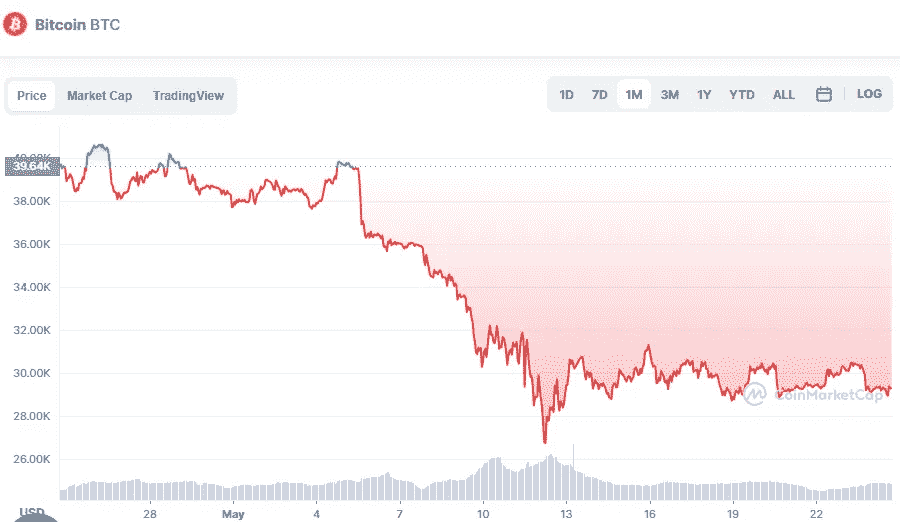 Bitcoin BTC
Price Market Cap TradingView
1D 7D 1M 3M 1Y YTD ALL LOG
39.64K
38.00K
36.00K
34.00K
32.00K
30.00K
28.00K
26.00K
CoinMarketCap
USD
28 May 4 7 10 13 16 19 22